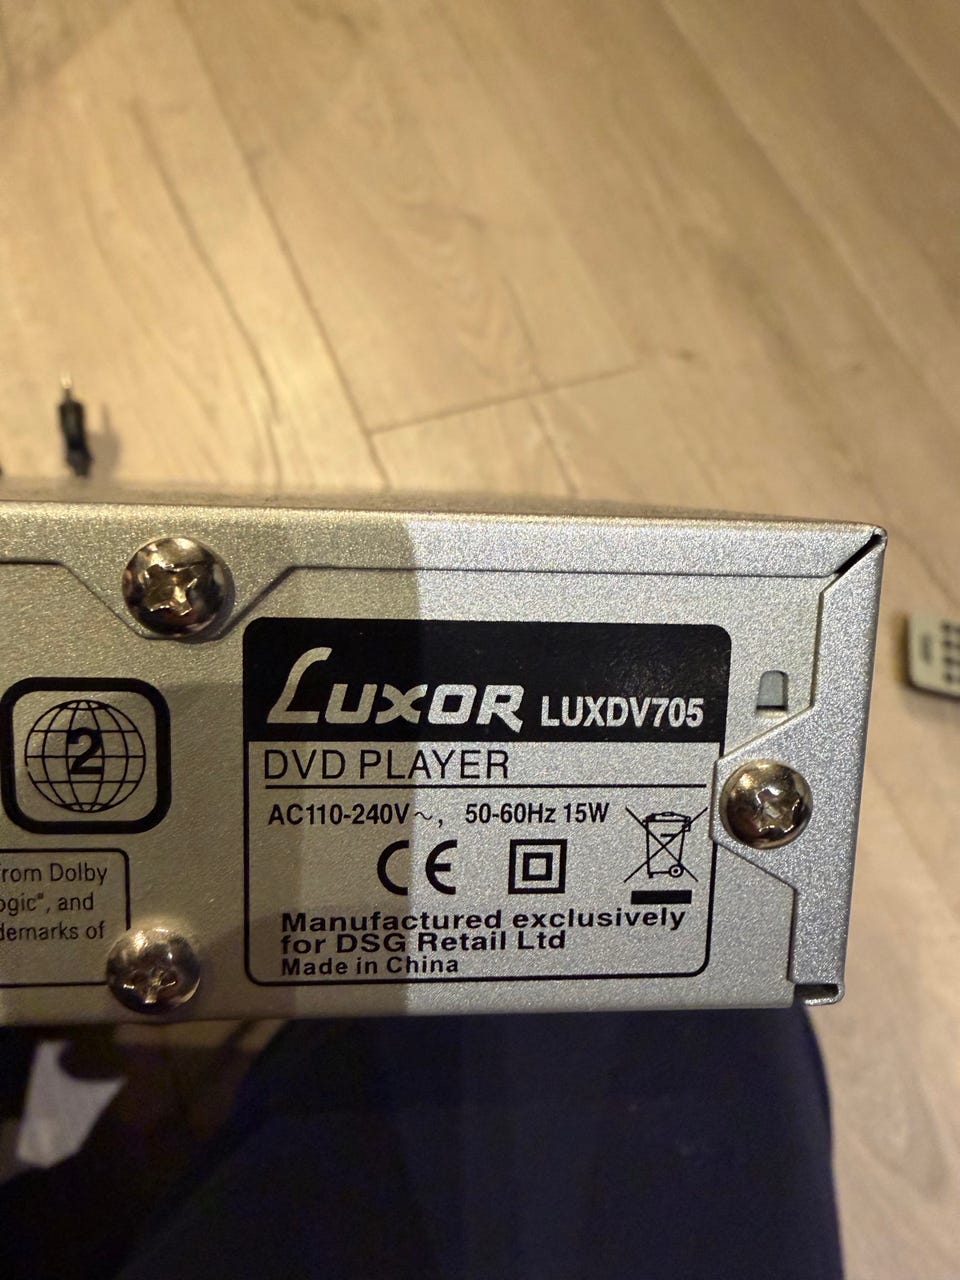 LUXOR LUXDV705
DVD PLAYER
AC110-240V~, 50-60Hz 15W
CE
Manufactured exclusively
for DSG Retail Ltd
Made in China
2
from Dolby
ogic", and
demarks of